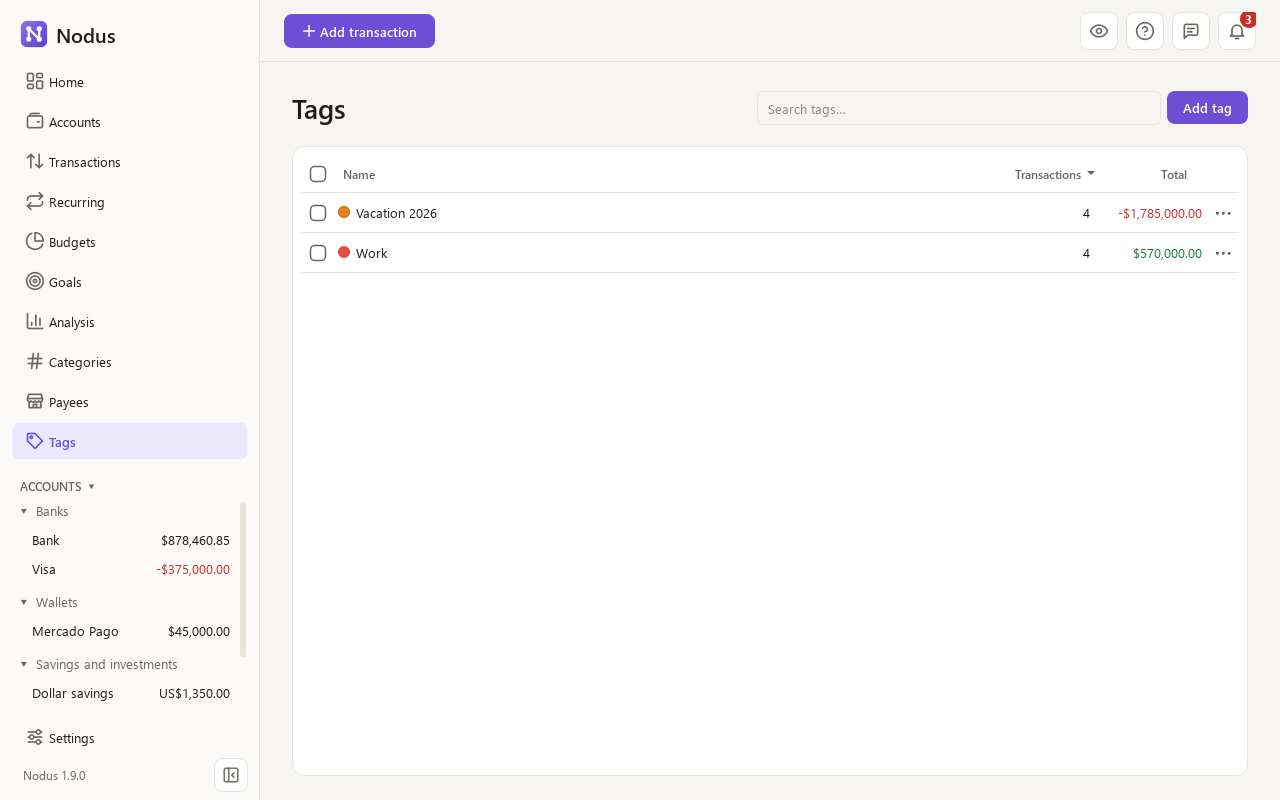 Nodus
Add transaction
3
Home
Accounts
Transactions
Recurring
Budgets
Goals
Analysis
Categories
Payees
Tags
ACCOUNTS
Banks
Bank $878,460.85
Visa -$375,000.00
Wallets
Mercado Pago $45,000.00
Savings and investments
Dollar savings US$1,350.00
Settings
Nodus 1.9.0
Tags
Search tags...
Add tag
Name Transactions Total
Vacation 2026 4 -$1,785,000.00
Work 4 $570,000.00